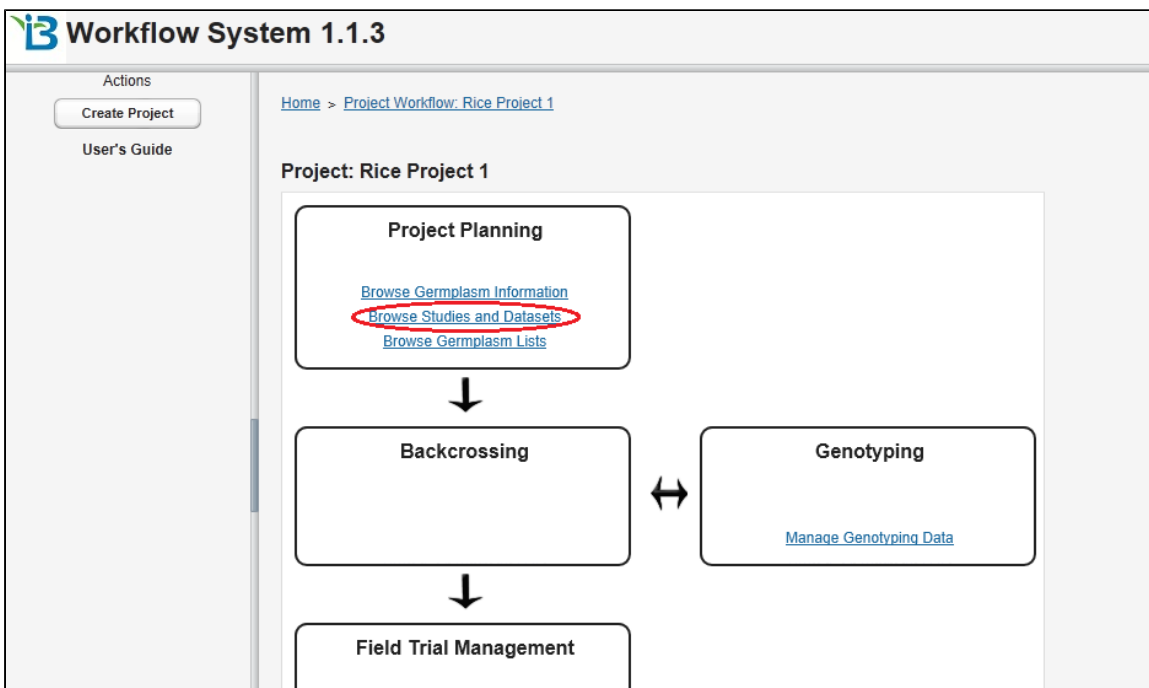 iB Workflow System 1.1.3
Actions
Create Project
User's Guide
Home > Project Workflow: Rice Project 1
Project: Rice Project 1
Project Planning
Browse Germplasm Information
Browse Studies and Datasets
Browse Germplasm Lists
Backcrossing
Genotyping
Manage Genotyping Data
Field Trial Management